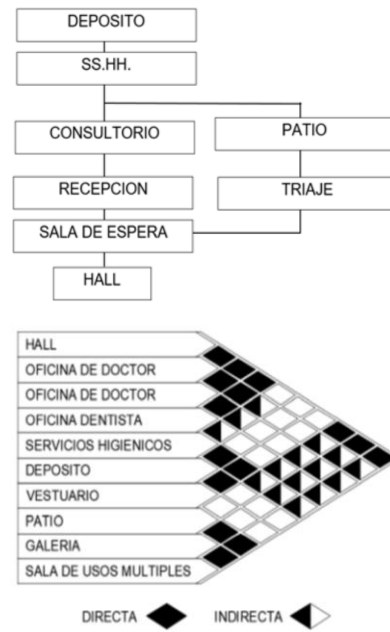 DEPOSITO
SS.HH.
CONSULTORIO
PATIO
RECEPCION
TRIAJE
SALA DE ESPERA
HALL
HALL
OFICINA DE DOCTOR
OFICINA DE DOCTOR
OFICINA DENTISTA
SERVICIOS HIGIENICOS
DEPOSITO
VESTUARIO
PATIO
GALERIA
SALA DE USOS MULTIPLES
DIRECTA INDIRECTA